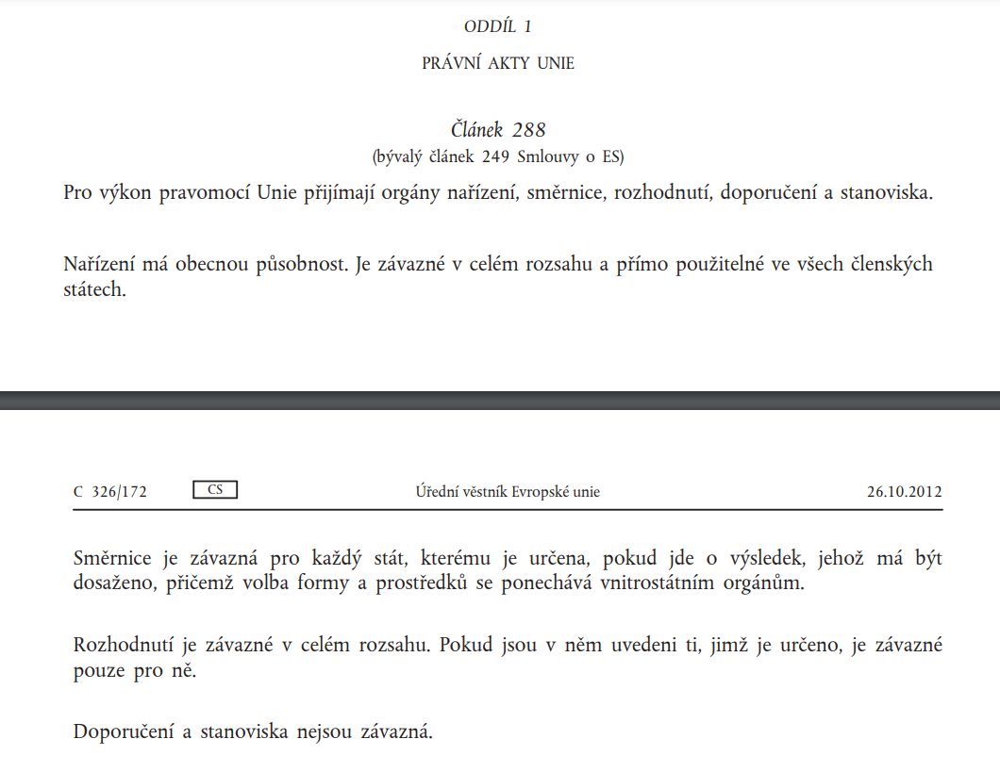 ODDÍL 1
PRÁVNÍ AKTY UNIE
Článek 288
(bývalý článek 249 Smlouvy o ES)
Pro výkon pravomocí Unie přijímají orgány nařízení, směrnice, rozhodnutí, doporučení a stanoviska.
Nařízení má obecnou působnost. Je závazné v celém rozsahu a přímo použitelné ve všech členských
státech.
C 326/172 CS Úřední věstník Evropské unie 26.10.2012
Směrnice je závazná pro každý stát, kterému je určena, pokud jde o výsledek, jehož má být
dosaženo, přičemž volba formy a prostředků se ponechává vnitrostátním orgánům.
Rozhodnutí je závazné v celém rozsahu. Pokud jsou v něm uvedeni ti, jimž je určeno, je závazné
pouze pro ně.
Doporučení a stanoviska nejsou závazná.